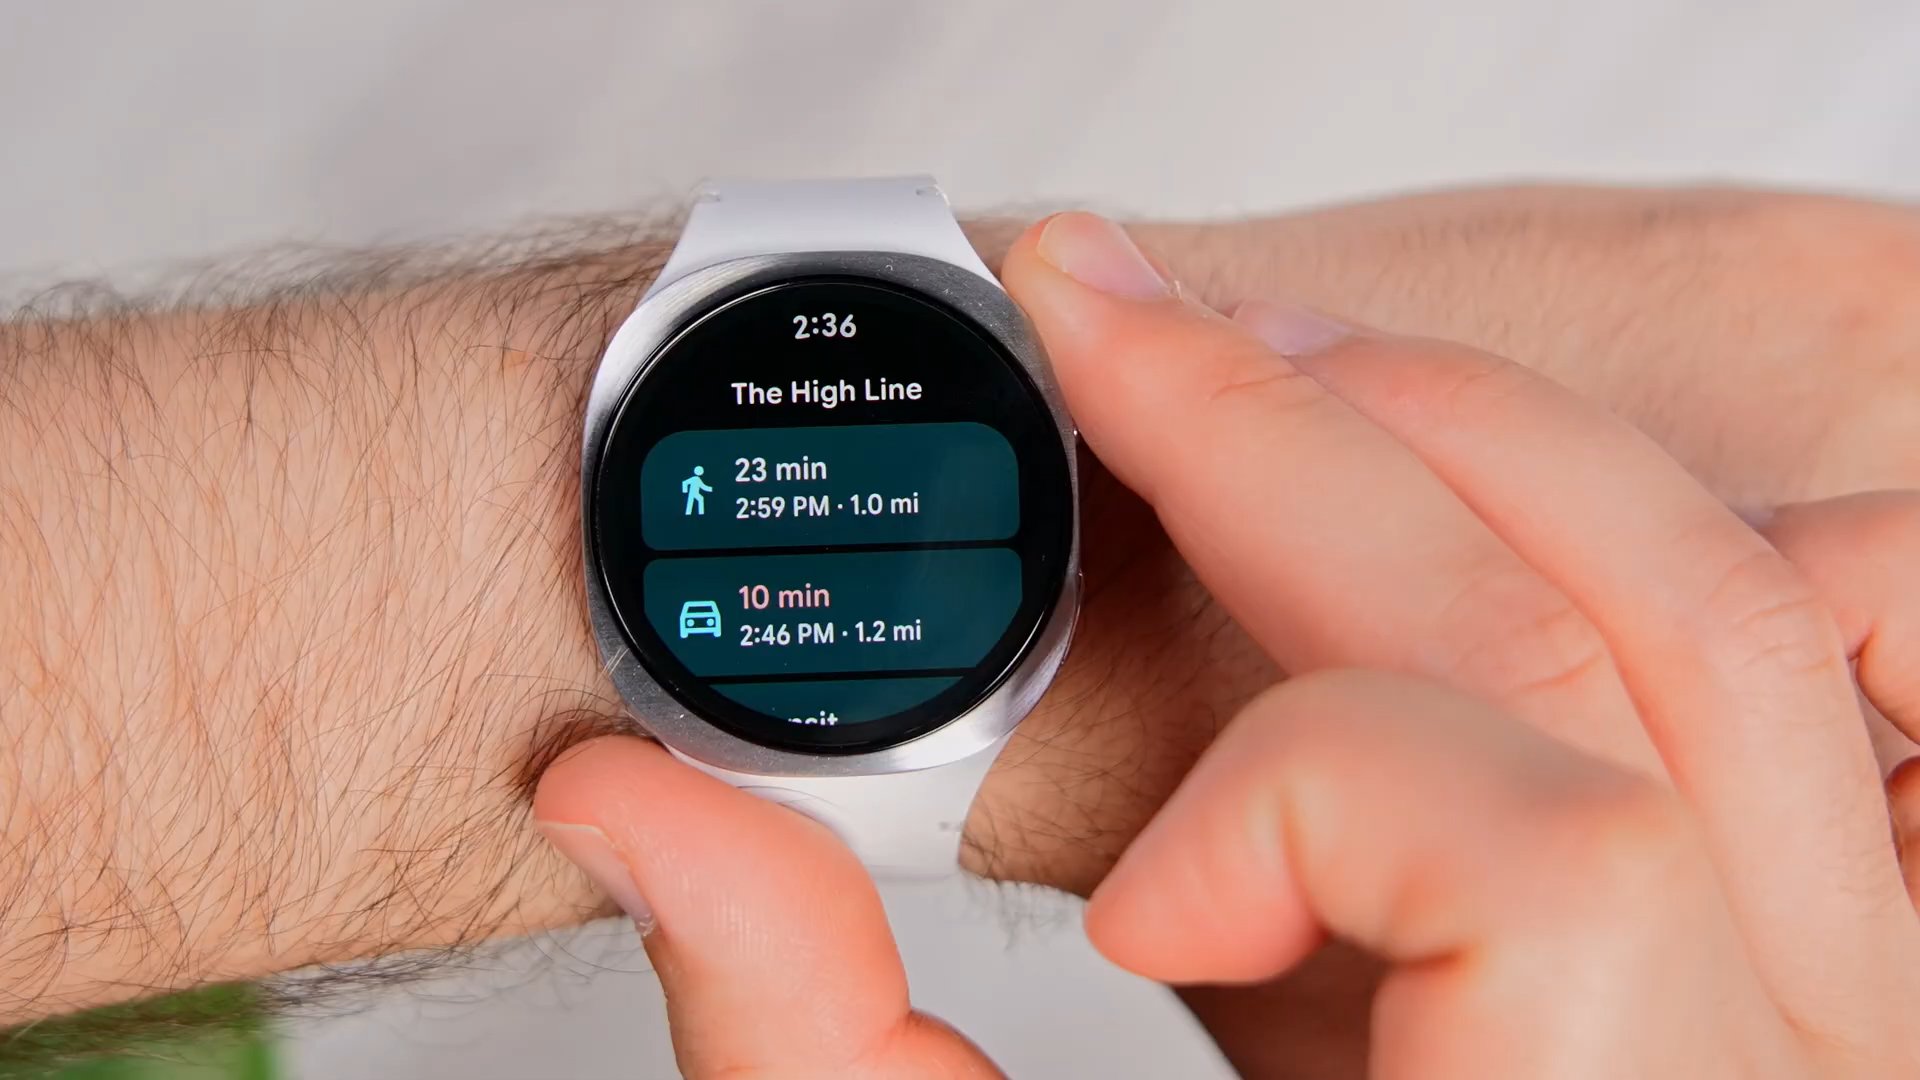 2:36
The High Line
23 min
2:59 PM · 1.0 mi
10 min
2:46 PM · 1.2 mi